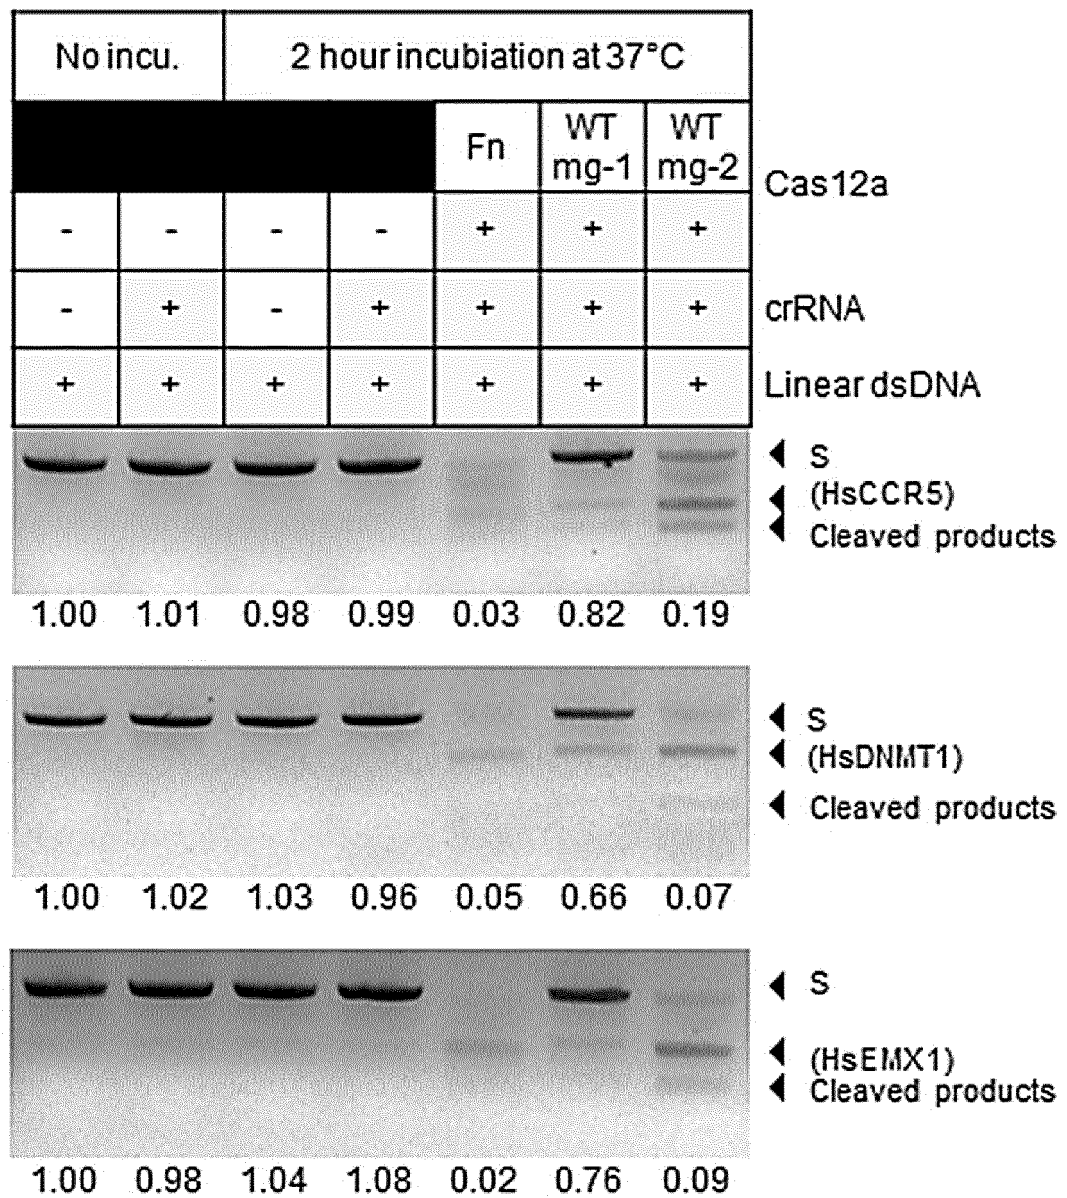 No incu. 2 hour incubiation at 37°C
Fn WT mg-1 WT mg-2 Cas12a
- - - - + + +
- + - + + + + crRNA
+ + + + + + + Linear dsDNA
S
(HsCCR5)
Cleaved products
1.00 1.01 0.98 0.99 0.03 0.82 0.19
S
(HsDNMT1)
Cleaved products
1.00 1.02 1.03 0.96 0.05 0.66 0.07
S
(HsEMX1)
Cleaved products
1.00 0.98 1.04 1.08 0.02 0.76 0.09